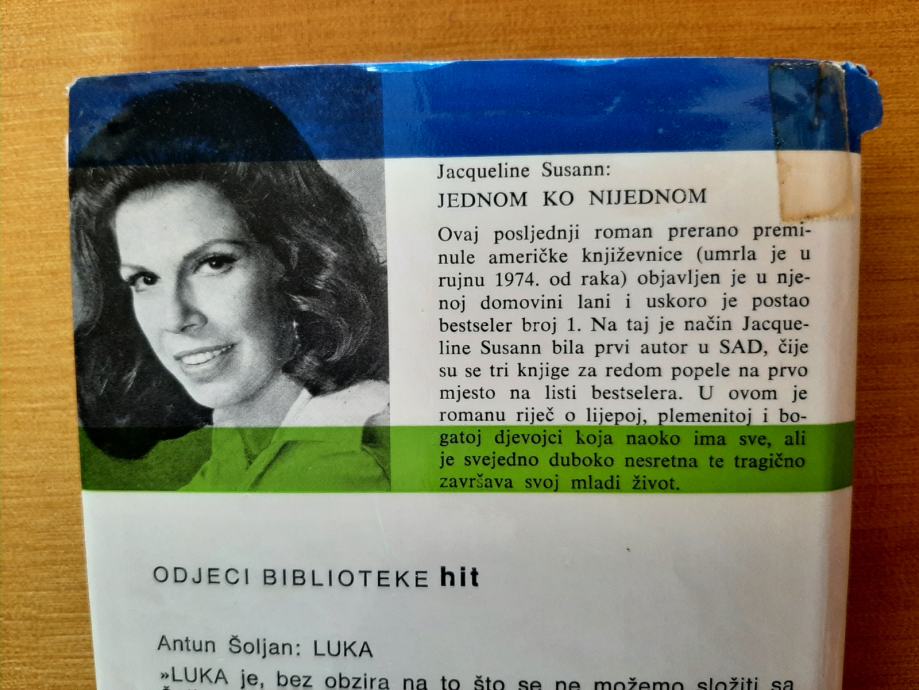 Jacqueline Susann:
JEDNOM KO NIJEDNOM
Ovaj posljednji roman prerano premi-
nule američke književnice (umrla je u
rujnu 1974. od raka) objavljen je u nje-
noj domovini lani i uskoro je postao
bestseler broj 1. Na taj je način Jacque-
line Susann bila prvi autor u SAD, čije
su se tri knjige za redom popele na prvo
mjesto na listi bestselera. U ovom je
romanu riječ o lijepoj, plemenitoj i bo-
gatoj djevojci koja naoko ima sve, ali
je svejedno duboko nesretna te tragično
završava svoj mladi život.
ODJECI BIBLIOTEKE hit
Antun Šoljan: LUKA
»LUKA je, bez obzira na to što se ne možemo složiti sa